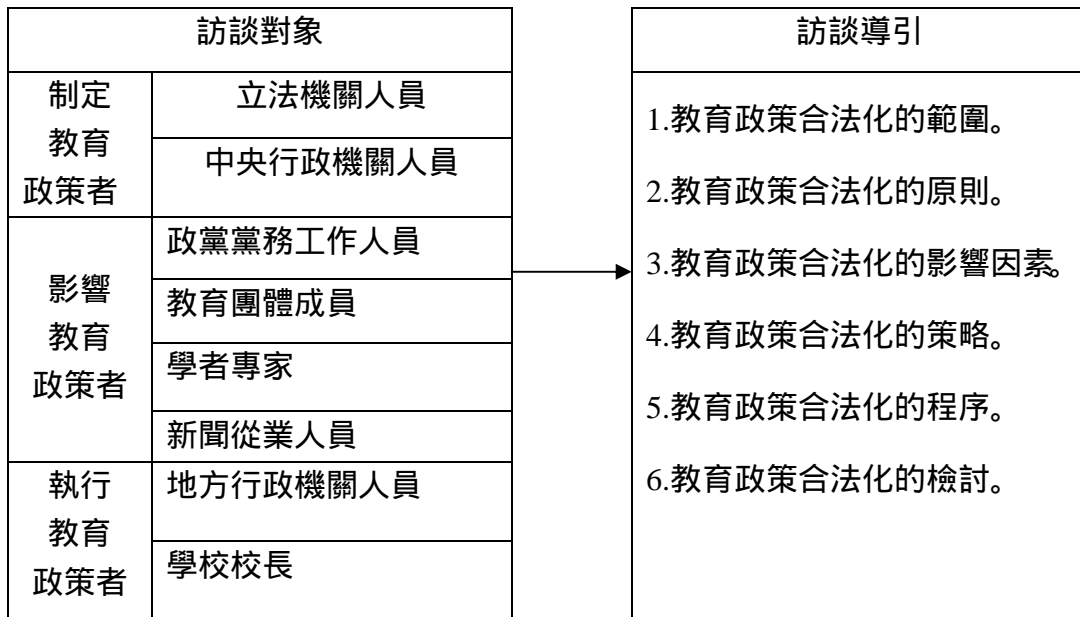 訪談對象
制定
教育
政策者
立法機關人員
中央行政機關人員
影響
教育
政策者
政黨黨務工作人員
教育團體成員
學者專家
新聞從業人員
執行
教育
政策者
地方行政機關人員
學校校長
訪談導引
1.教育政策合法化的範圍。
2.教育政策合法化的原則。
3.教育政策合法化的影響因素。
4.教育政策合法化的策略。
5.教育政策合法化的程序。
6.教育政策合法化的檢討。